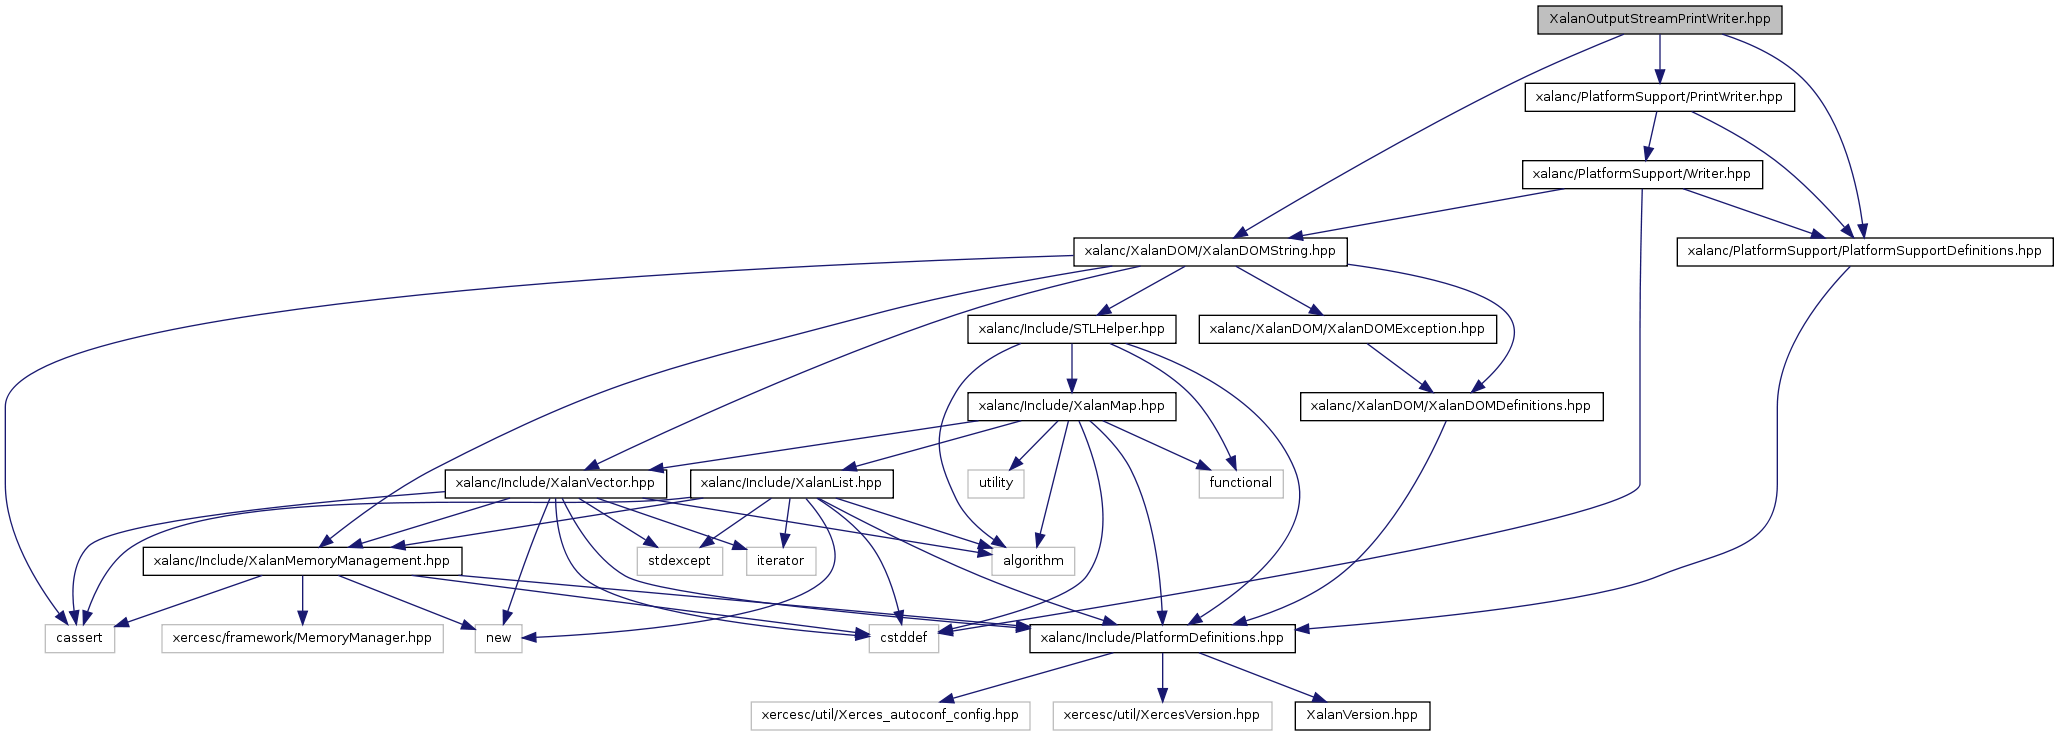 XalanOutputStreamPrintWriter.hpp
xalanc/PlatformSupport/PrintWriter.hpp
xalanc/PlatformSupport/Writer.hpp
xalanc/XalanDOM/XalanDOMString.hpp
xalanc/PlatformSupport/PlatformSupportDefinitions.hpp
xalanc/Include/STLHelper.hpp
xalanc/XalanDOM/XalanDOMException.hpp
xalanc/Include/XalanMap.hpp
xalanc/XalanDOM/XalanDOMDefinitions.hpp
xalanc/Include/XalanVector.hpp
xalanc/Include/XalanList.hpp
utility
functional
xalanc/Include/XalanMemoryManagement.hpp
stdexcept
iterator
algorithm
cassert
xercesc/framework/MemoryManager.hpp
new
cstddef
xalanc/Include/PlatformDefinitions.hpp
xercesc/util/Xerces_autoconf_config.hpp
xercesc/util/XercesVersion.hpp
XalanVersion.hpp